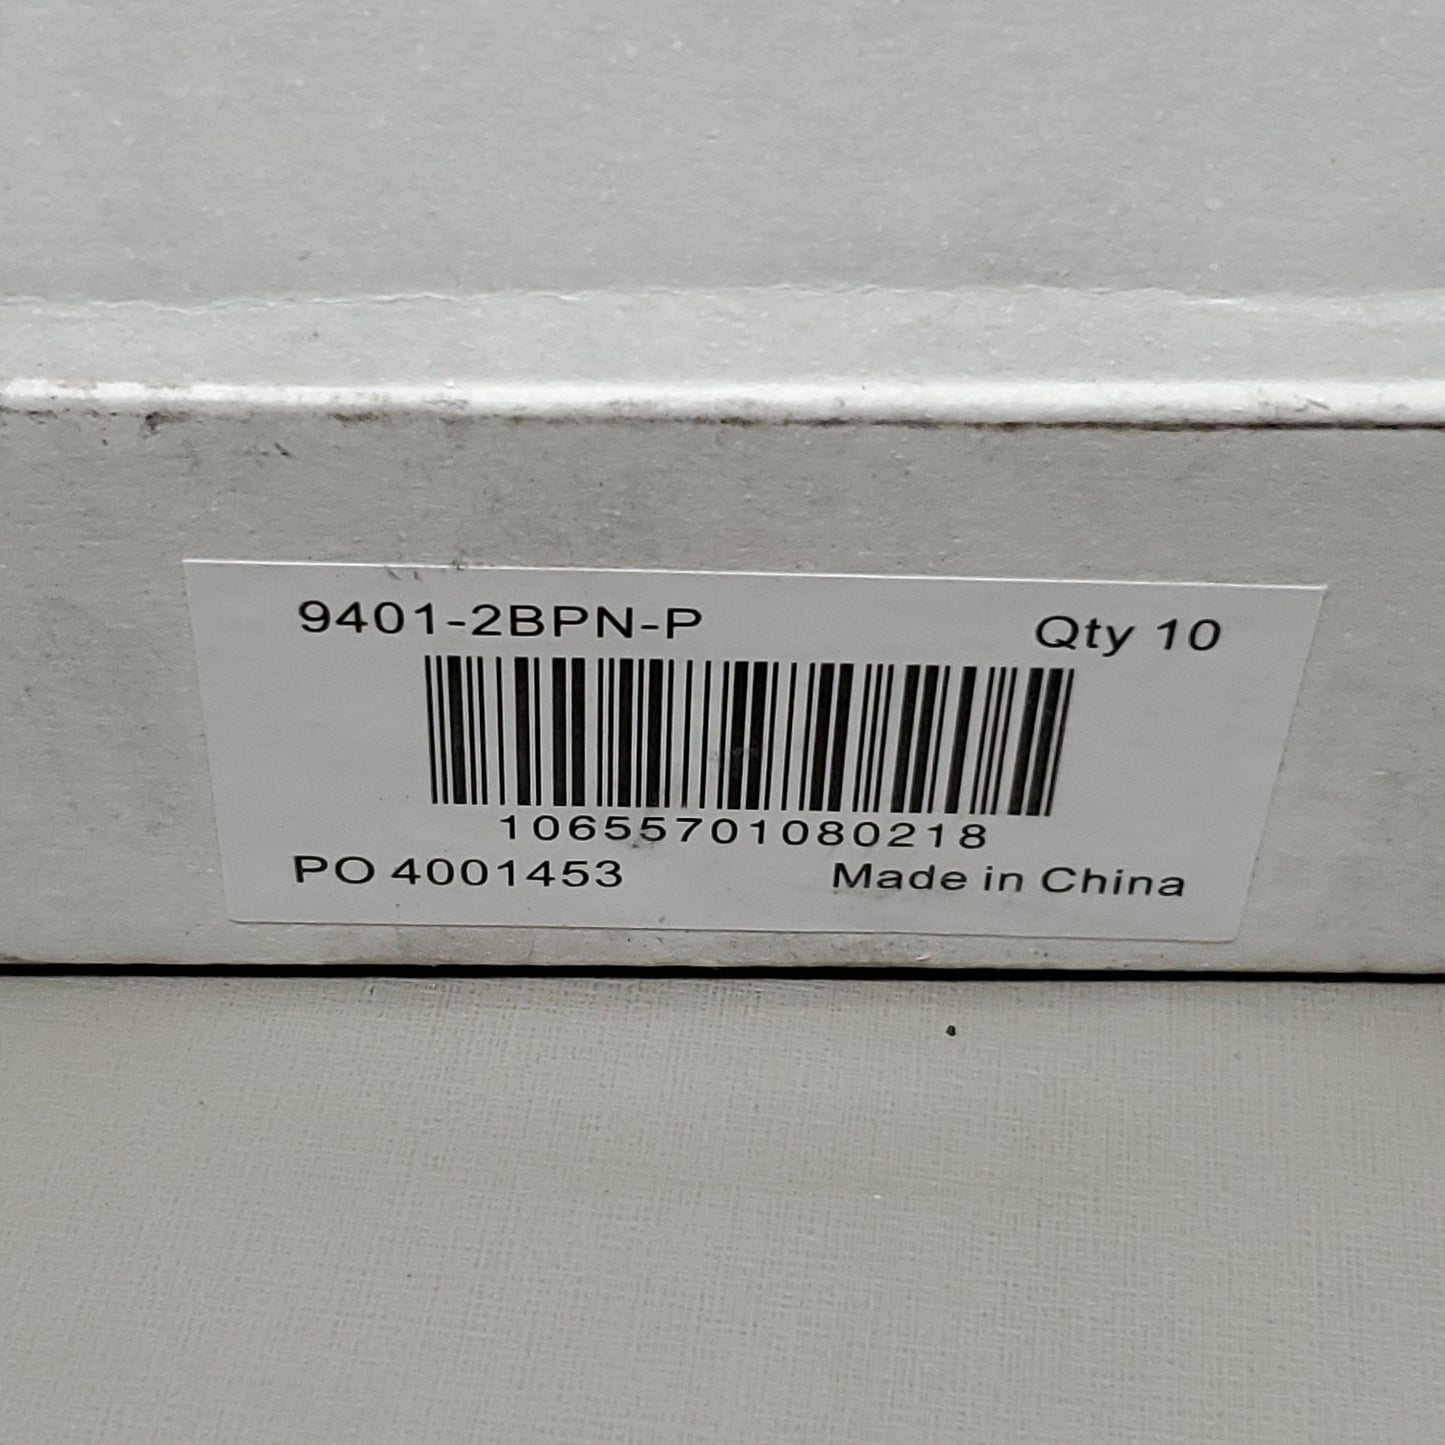 9401-2BPN-P Qty 10
10655701080218
PO 4001453 Made in China